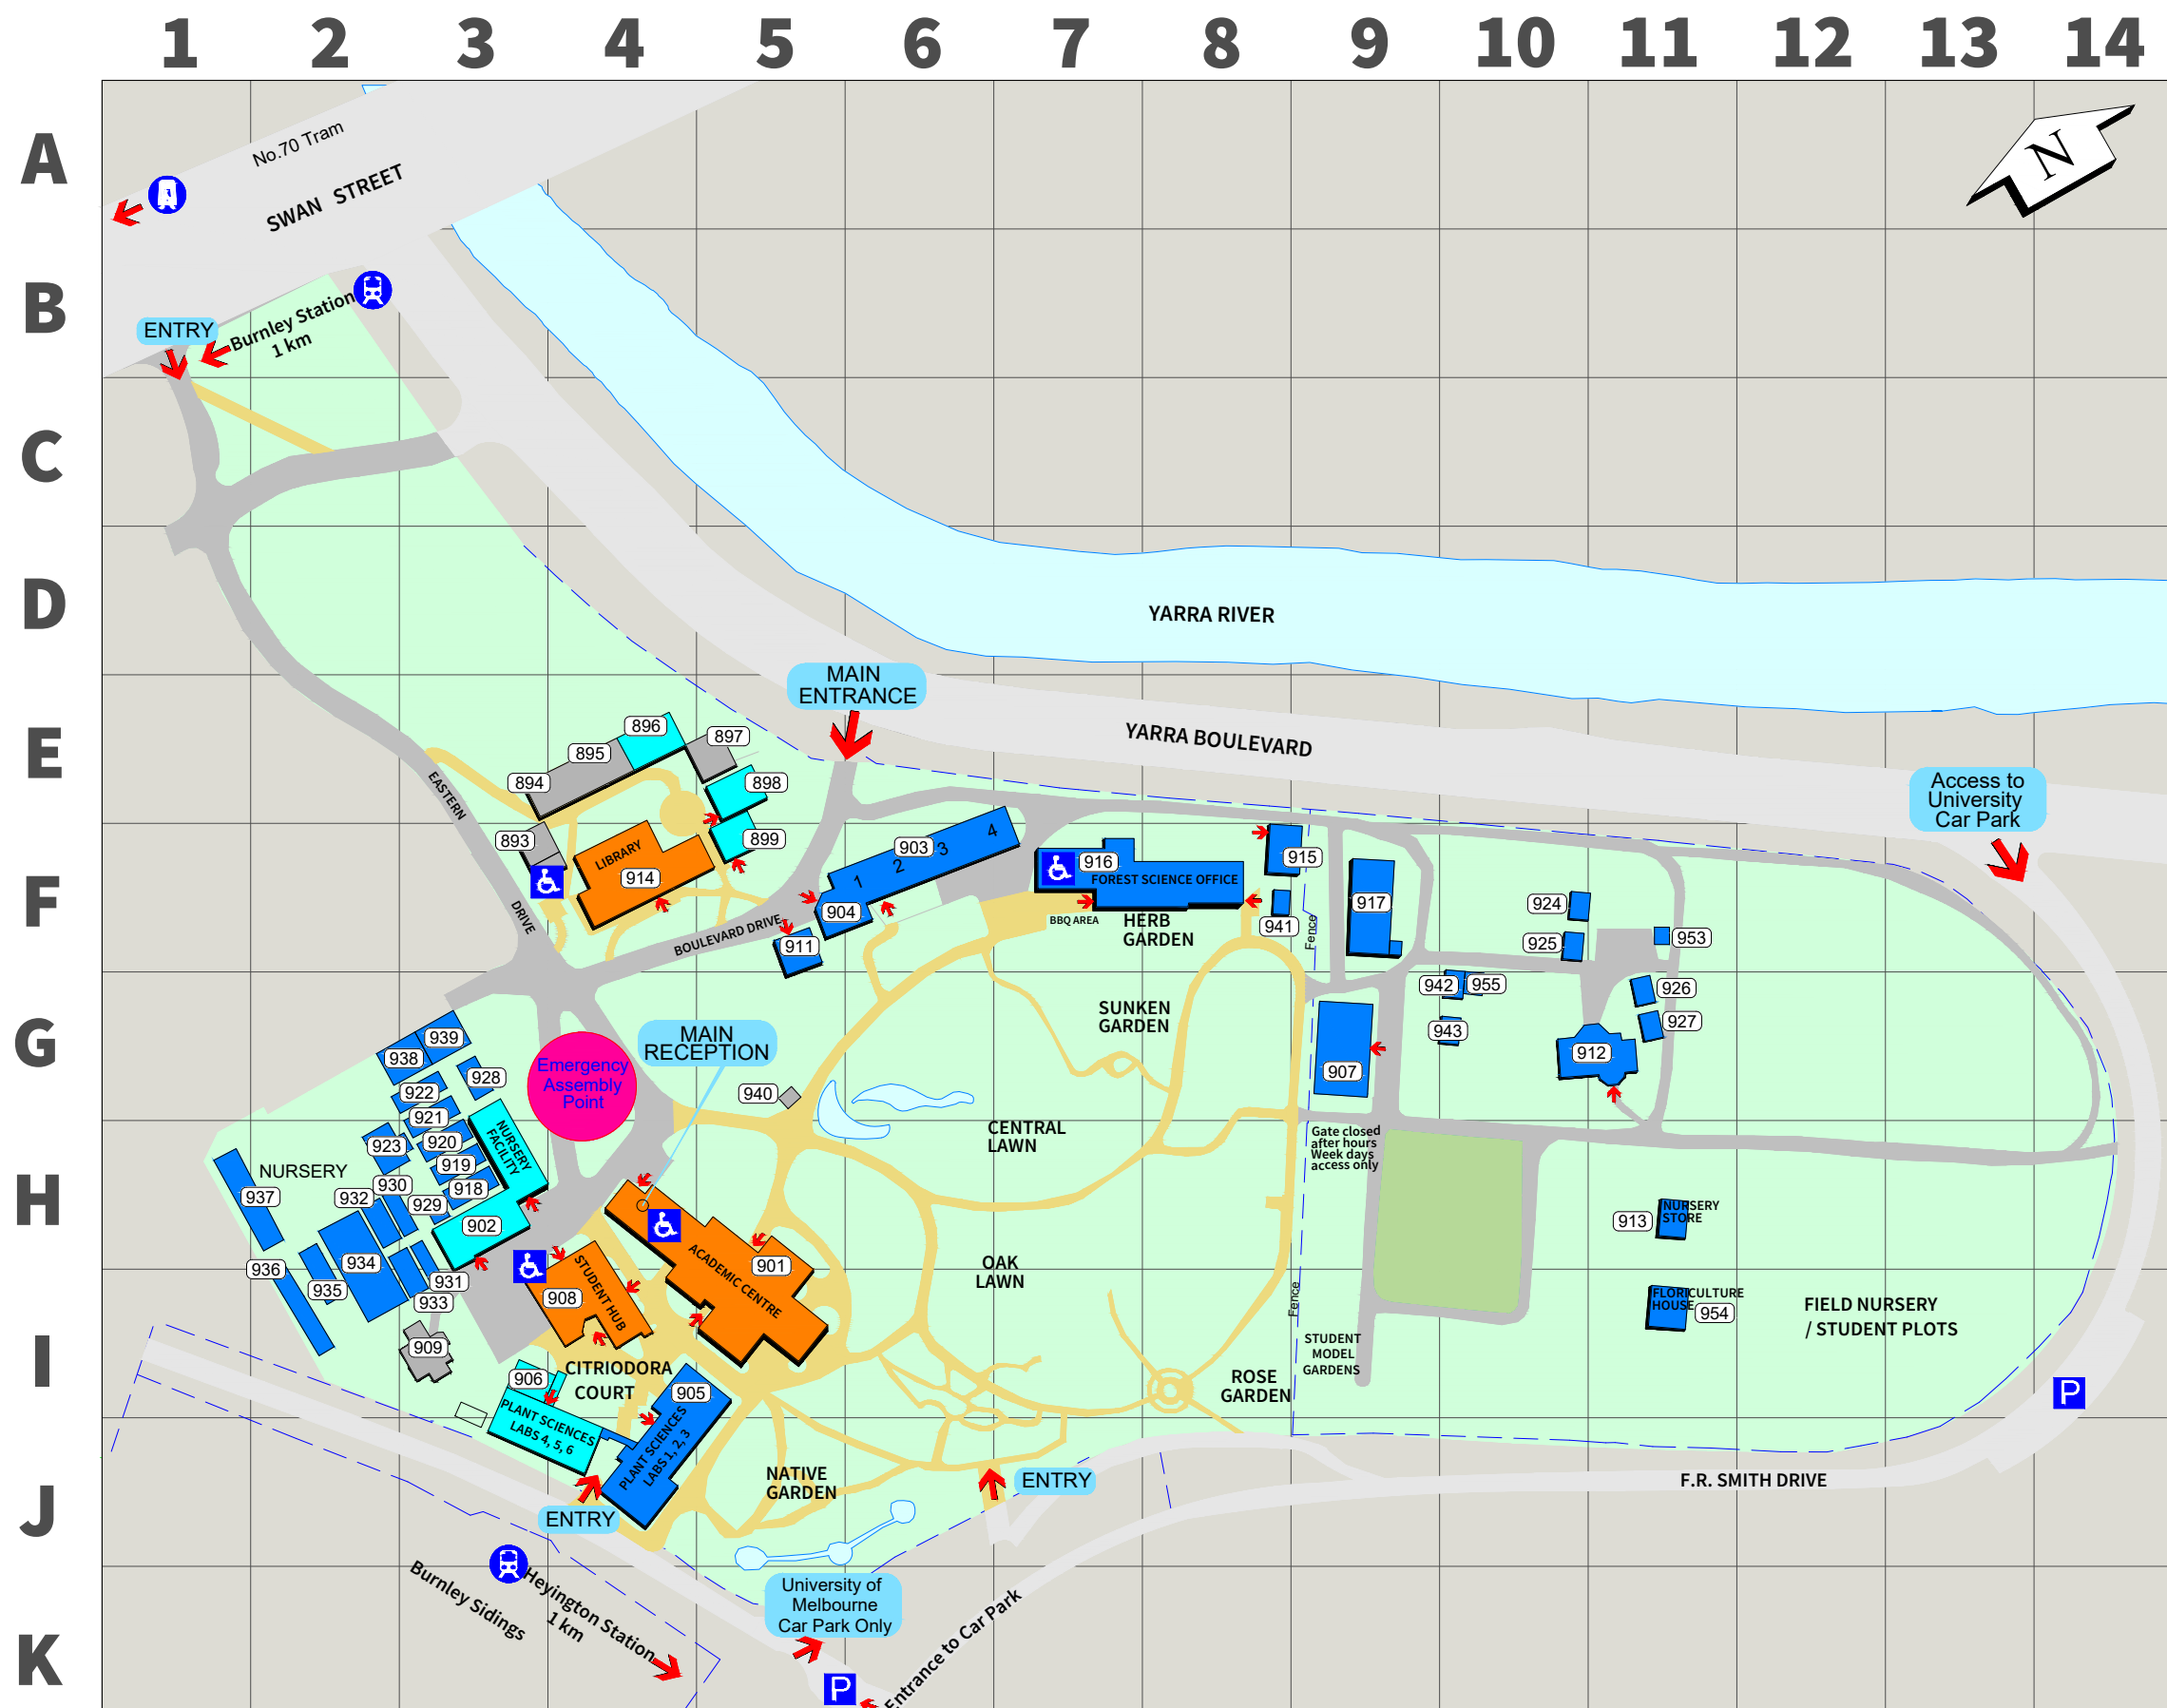 1 2 3 4 5 6 7 8 9 10 11 12 13 14
A
B
C
D
E
F
G
H
I
J
K
N
No.70 Tram
SWAN STREET
ENTRY
Burnley Station
1 km
YARRA RIVER
MAIN
ENTRANCE
YARRA BOULEVARD
Access to
University
Car Park
896
895
897
894
898
893
899
EASTERN
DRIVE
LIBRARY
914
903
1 2 3 4
904
911
BOULEVARD DRIVE
916
FOREST SCIENCE OFFICE
BBQ AREA
HERB
GARDEN
915
941
Fence
917
924
925
953
942
955
926
943
927
912
907
SUNKEN
GARDEN
MAIN
RECEPTION
Emergency
Assembly
Point
940
939
938
928
922
921
920
923
919
918
NURSERY
FACILITY
NURSERY
930
932
929
937
902
934
936
935
931
933
909
CENTRAL
LAWN
Gate closed
after hours
Week days
access only
ACADEMIC CENTRE
901
STUDENT HUB
908
OAK
LAWN
913
NURSERY
STORE
FLORICULTURE
HOUSE
954
FIELD NURSERY
/ STUDENT PLOTS
Fence
STUDENT
MODEL
GARDENS
ROSE
GARDEN
CITRIODORA
COURT
906
PLANT SCIENCES
LABS 4, 5, 6
905
PLANT SCIENCES
LABS 1, 2, 3
NATIVE
GARDEN
ENTRY
ENTRY
F.R. SMITH DRIVE
P
Heyington Station
1 km
Burnley Sidings
University of
Melbourne
Car Park Only
P
Entrance to Car Park